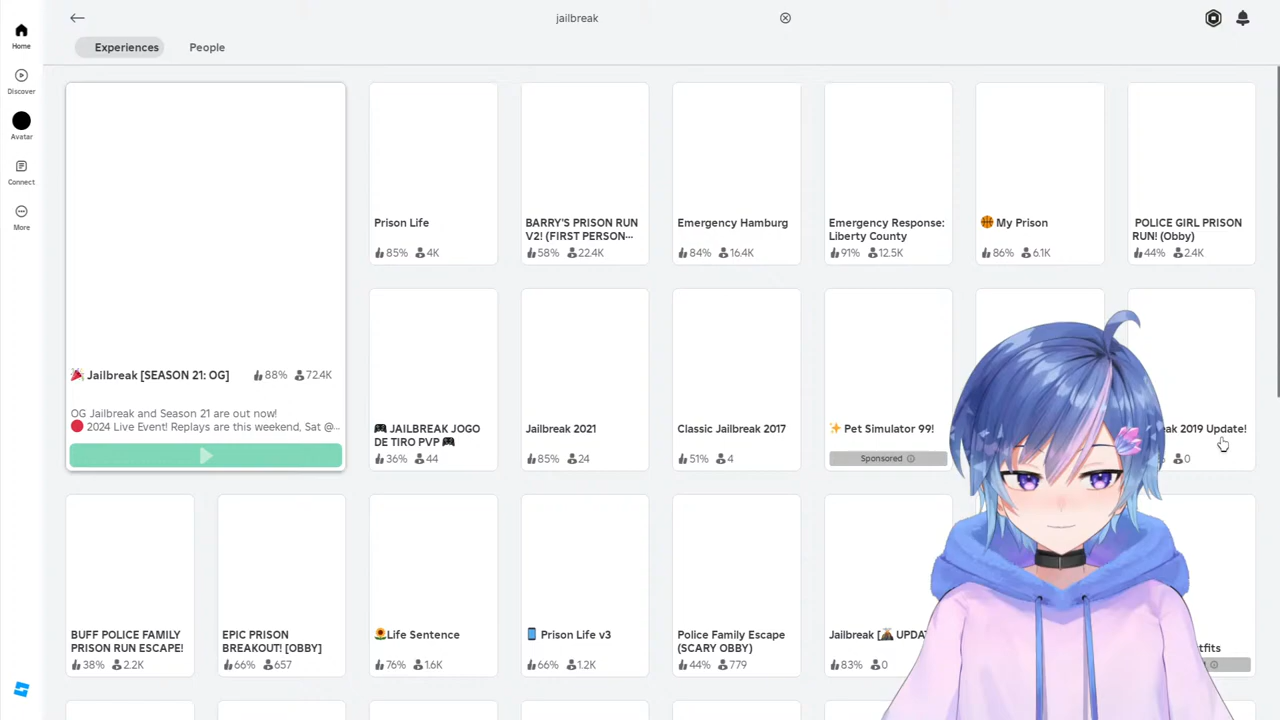 jailbreak
Home
Discover
Avatar
Connect
More
Experiences
People
Jailbreak [SEASON 21: OG]
88% 72.4K
OG Jailbreak and Season 21 are out now!
2024 Live Event! Replays are this weekend, Sat @...
Prison Life
85% 4K
BARRY'S PRISON RUN
V2! (FIRST PERSON...
58% 22.4K
Emergency Hamburg
84% 16.4K
Emergency Response:
Liberty County
91% 12.5K
My Prison
86% 6.1K
POLICE GIRL PRISON
RUN! (Obby)
44% 2.4K
JAILBREAK JOGO
DE TIRO PVP
36% 44
Jailbreak 2021
85% 24
Classic Jailbreak 2017
51% 4
Pet Simulator 99!
Sponsored
2019 Update!
0
BUFF POLICE FAMILY
PRISON RUN ESCAPE!
38% 2.2K
EPIC PRISON
BREAKOUT! [OBBY]
66% 657
Life Sentence
76% 1.6K
Prison Life v3
66% 1.2K
Police Family Escape
(SCARY OBBY)
44% 779
Jailbreak [
83% 0